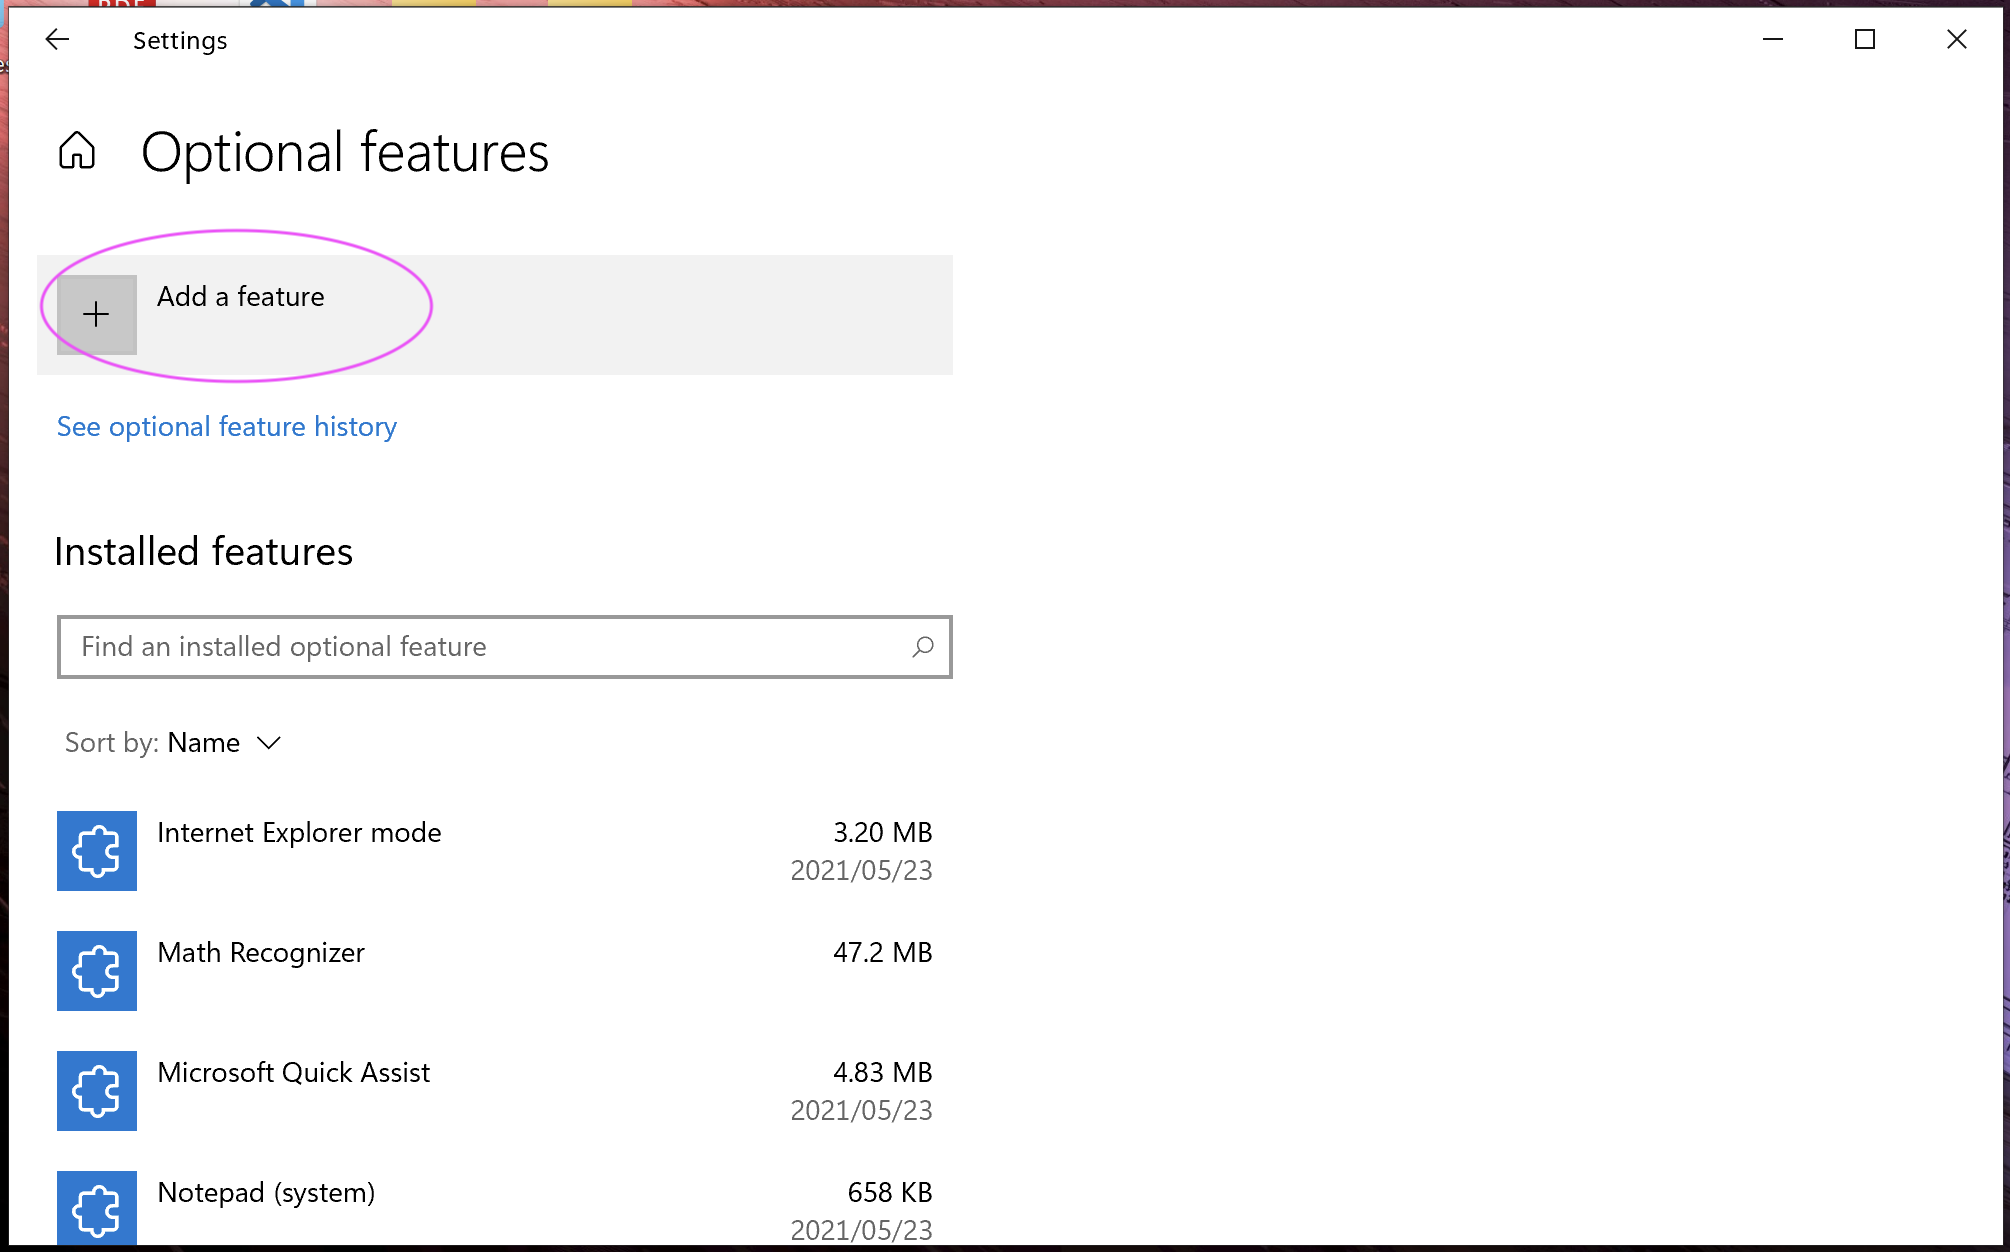 Settings
Optional features
Add a feature
See optional feature history
Installed features
Find an installed optional feature
Sort by: Name
Internet Explorer mode 3.20 MB
2021/05/23
Math Recognizer 47.2 MB
Microsoft Quick Assist 4.83 MB
2021/05/23
Notepad (system) 658 KB
2021/05/23